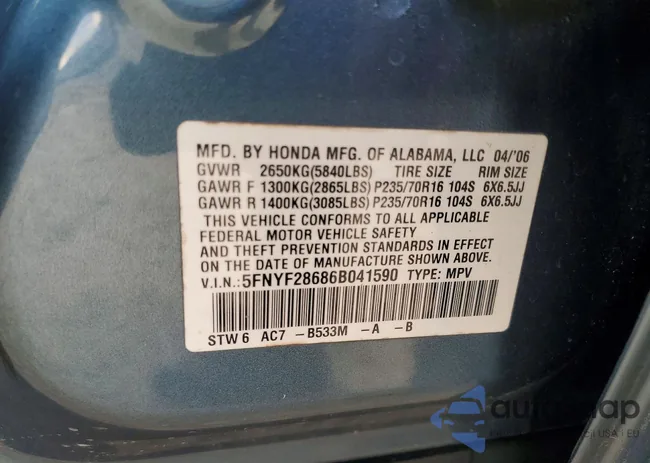 MFD. BY HONDA MFG. OF ALABAMA, LLC 04/'06
GVWR 2650KG(5840LBS) TIRE SIZE RIM SIZE
GAWR F 1300KG(2865LBS) P235/70R16 104S 6X6.5JJ
GAWR R 1400KG(3085LBS) P235/70R16 104S 6X6.5JJ
THIS VEHICLE CONFORMS TO ALL APPLICABLE
FEDERAL MOTOR VEHICLE SAFETY
AND THEFT PREVENTION STANDARDS IN EFFECT
ON THE DATE OF MANUFACTURE SHOWN ABOVE.
V.I.N.:5FNYF28686B041590 TYPE: MPV
STW6 AC7 -B533M -A -B